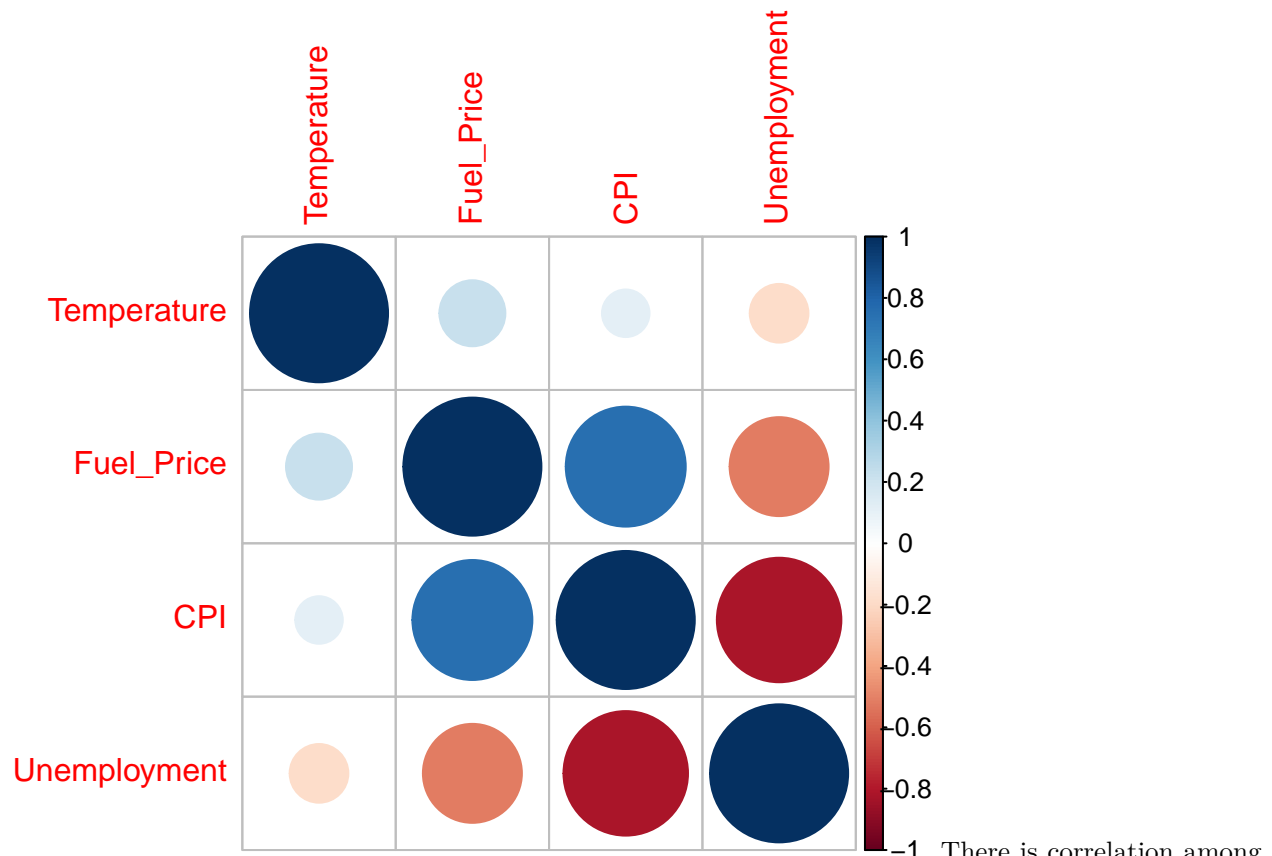 Temperature
Fuel_Price
CPI
Unemployment
Temperature
Fuel_Price
CPI
Unemployment
1
0.8
0.6
0.4
0.2
0
−0.2
−0.4
−0.6
−0.8
−1
There is correlation among